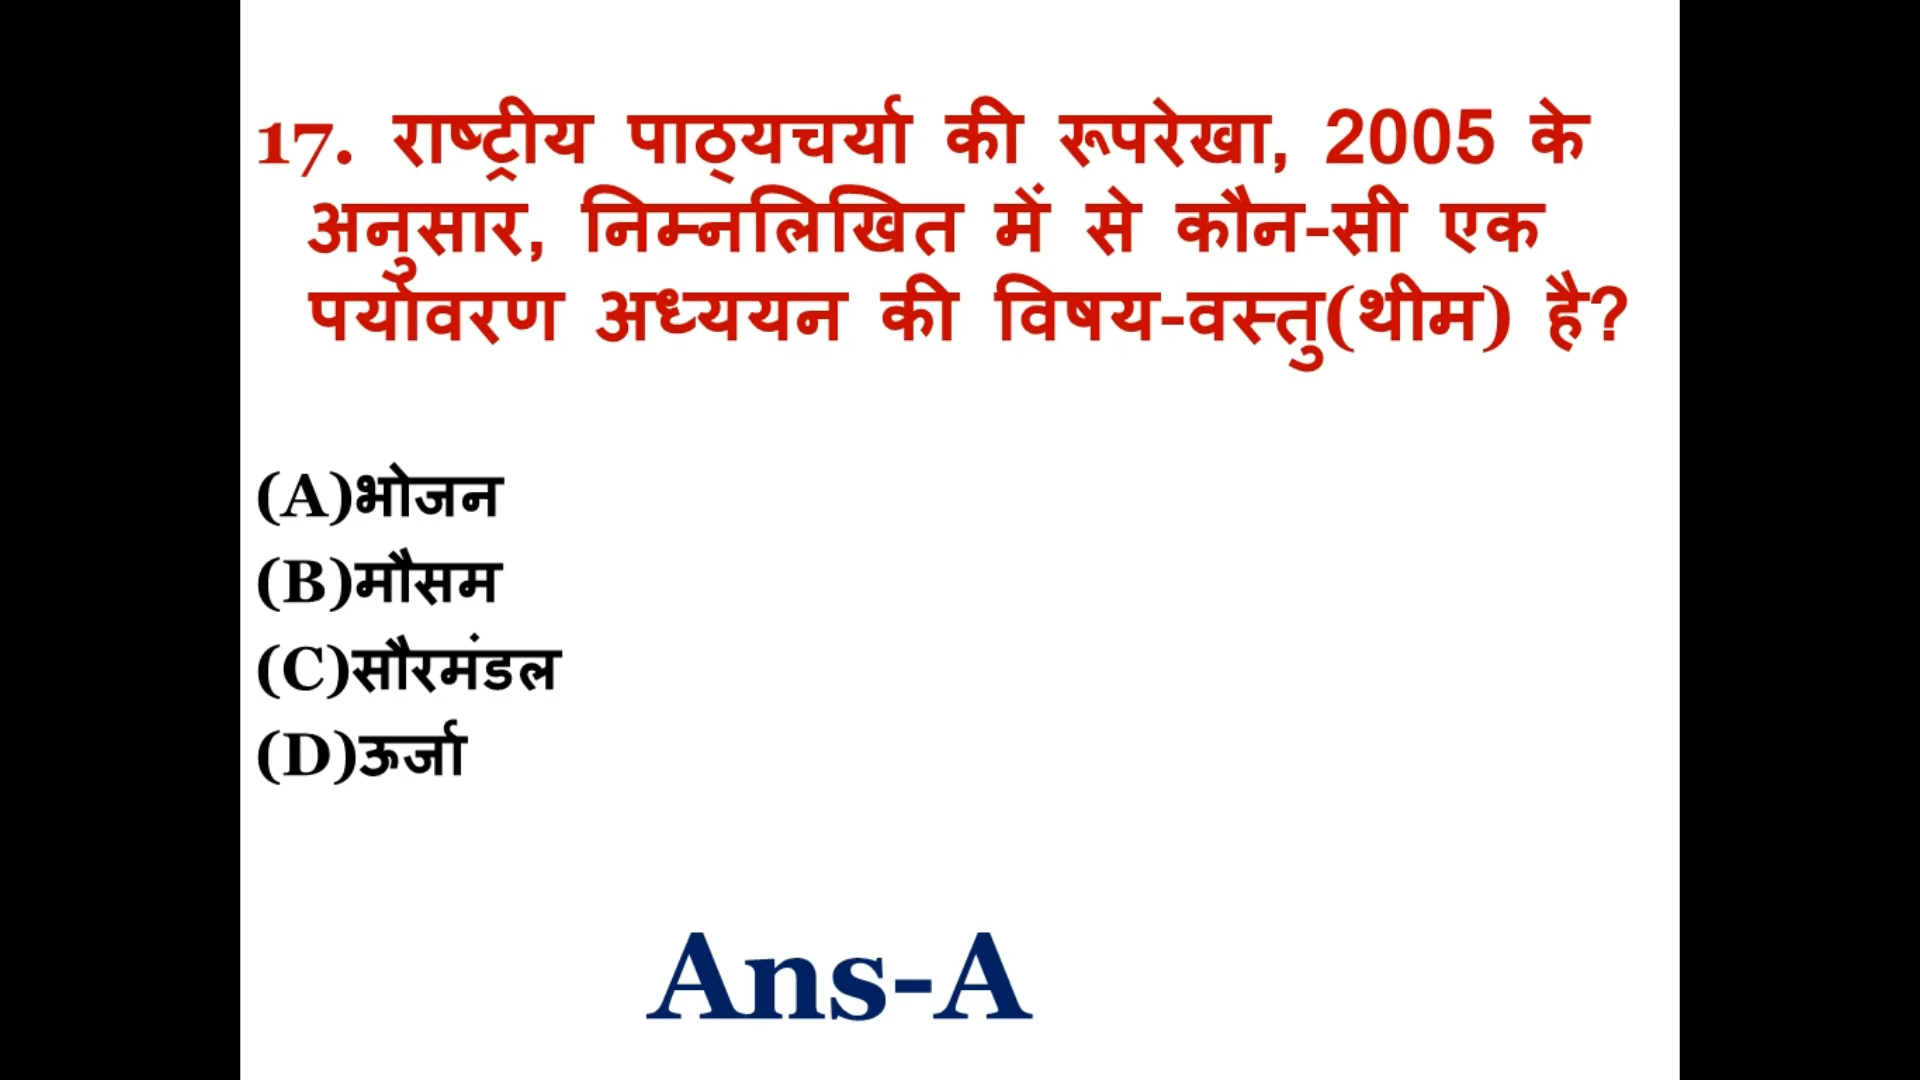 17. राष्ट्रीय पाठ्यचर्या की रूपरेखा, 2005 के
अनुसार, निम्नलिखित में से कौन-सी एक
पर्यावरण अध्ययन की विषय-वस्तु(थीम) है?
(A)भोजन
(B)मौसम
(C)सौरमंडल
(D)ऊर्जा
Ans-A